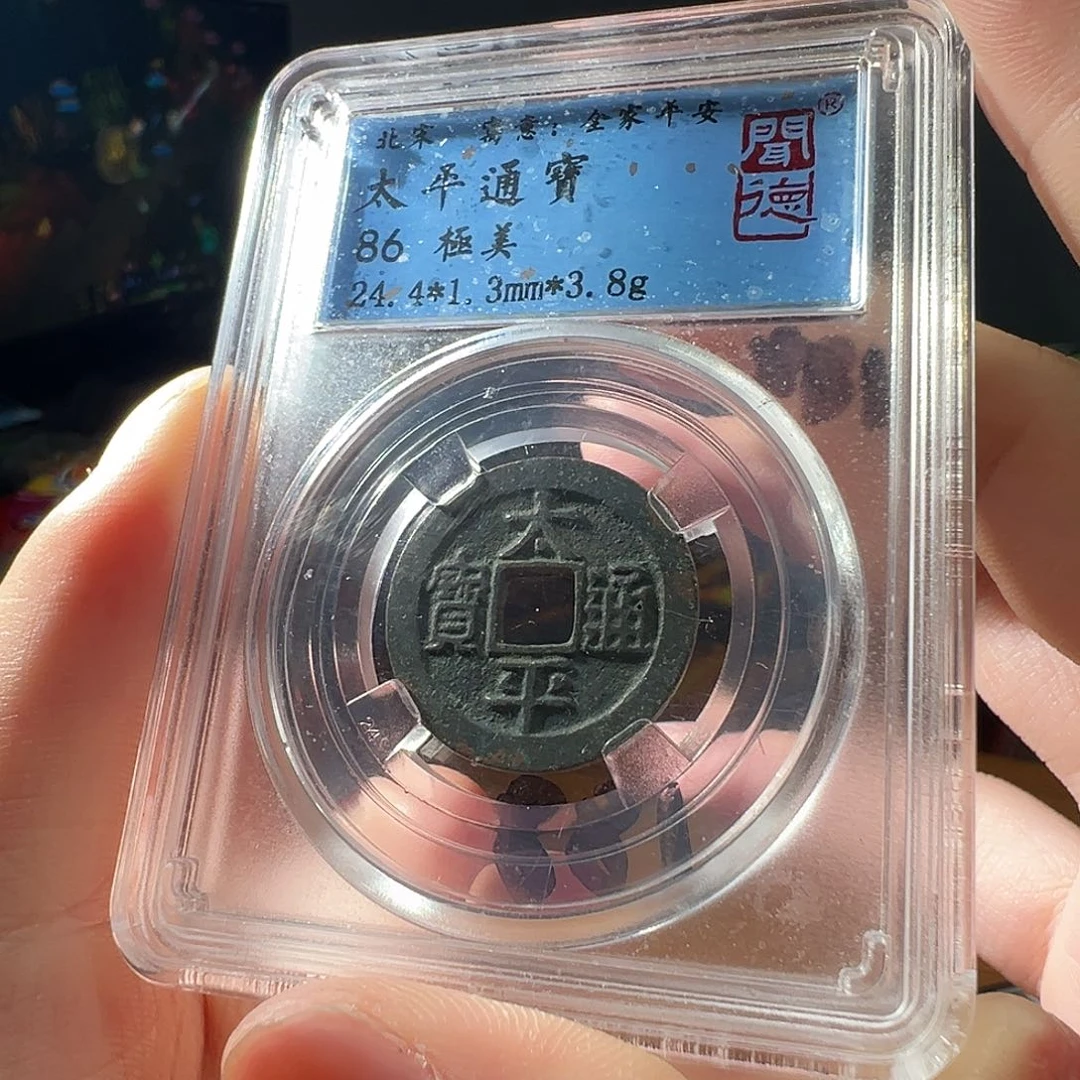 北宋 寓意:全家平安
太平通寶
86 極美
24.4*1.3mm*3.8g
聞德®
太平通寶
24